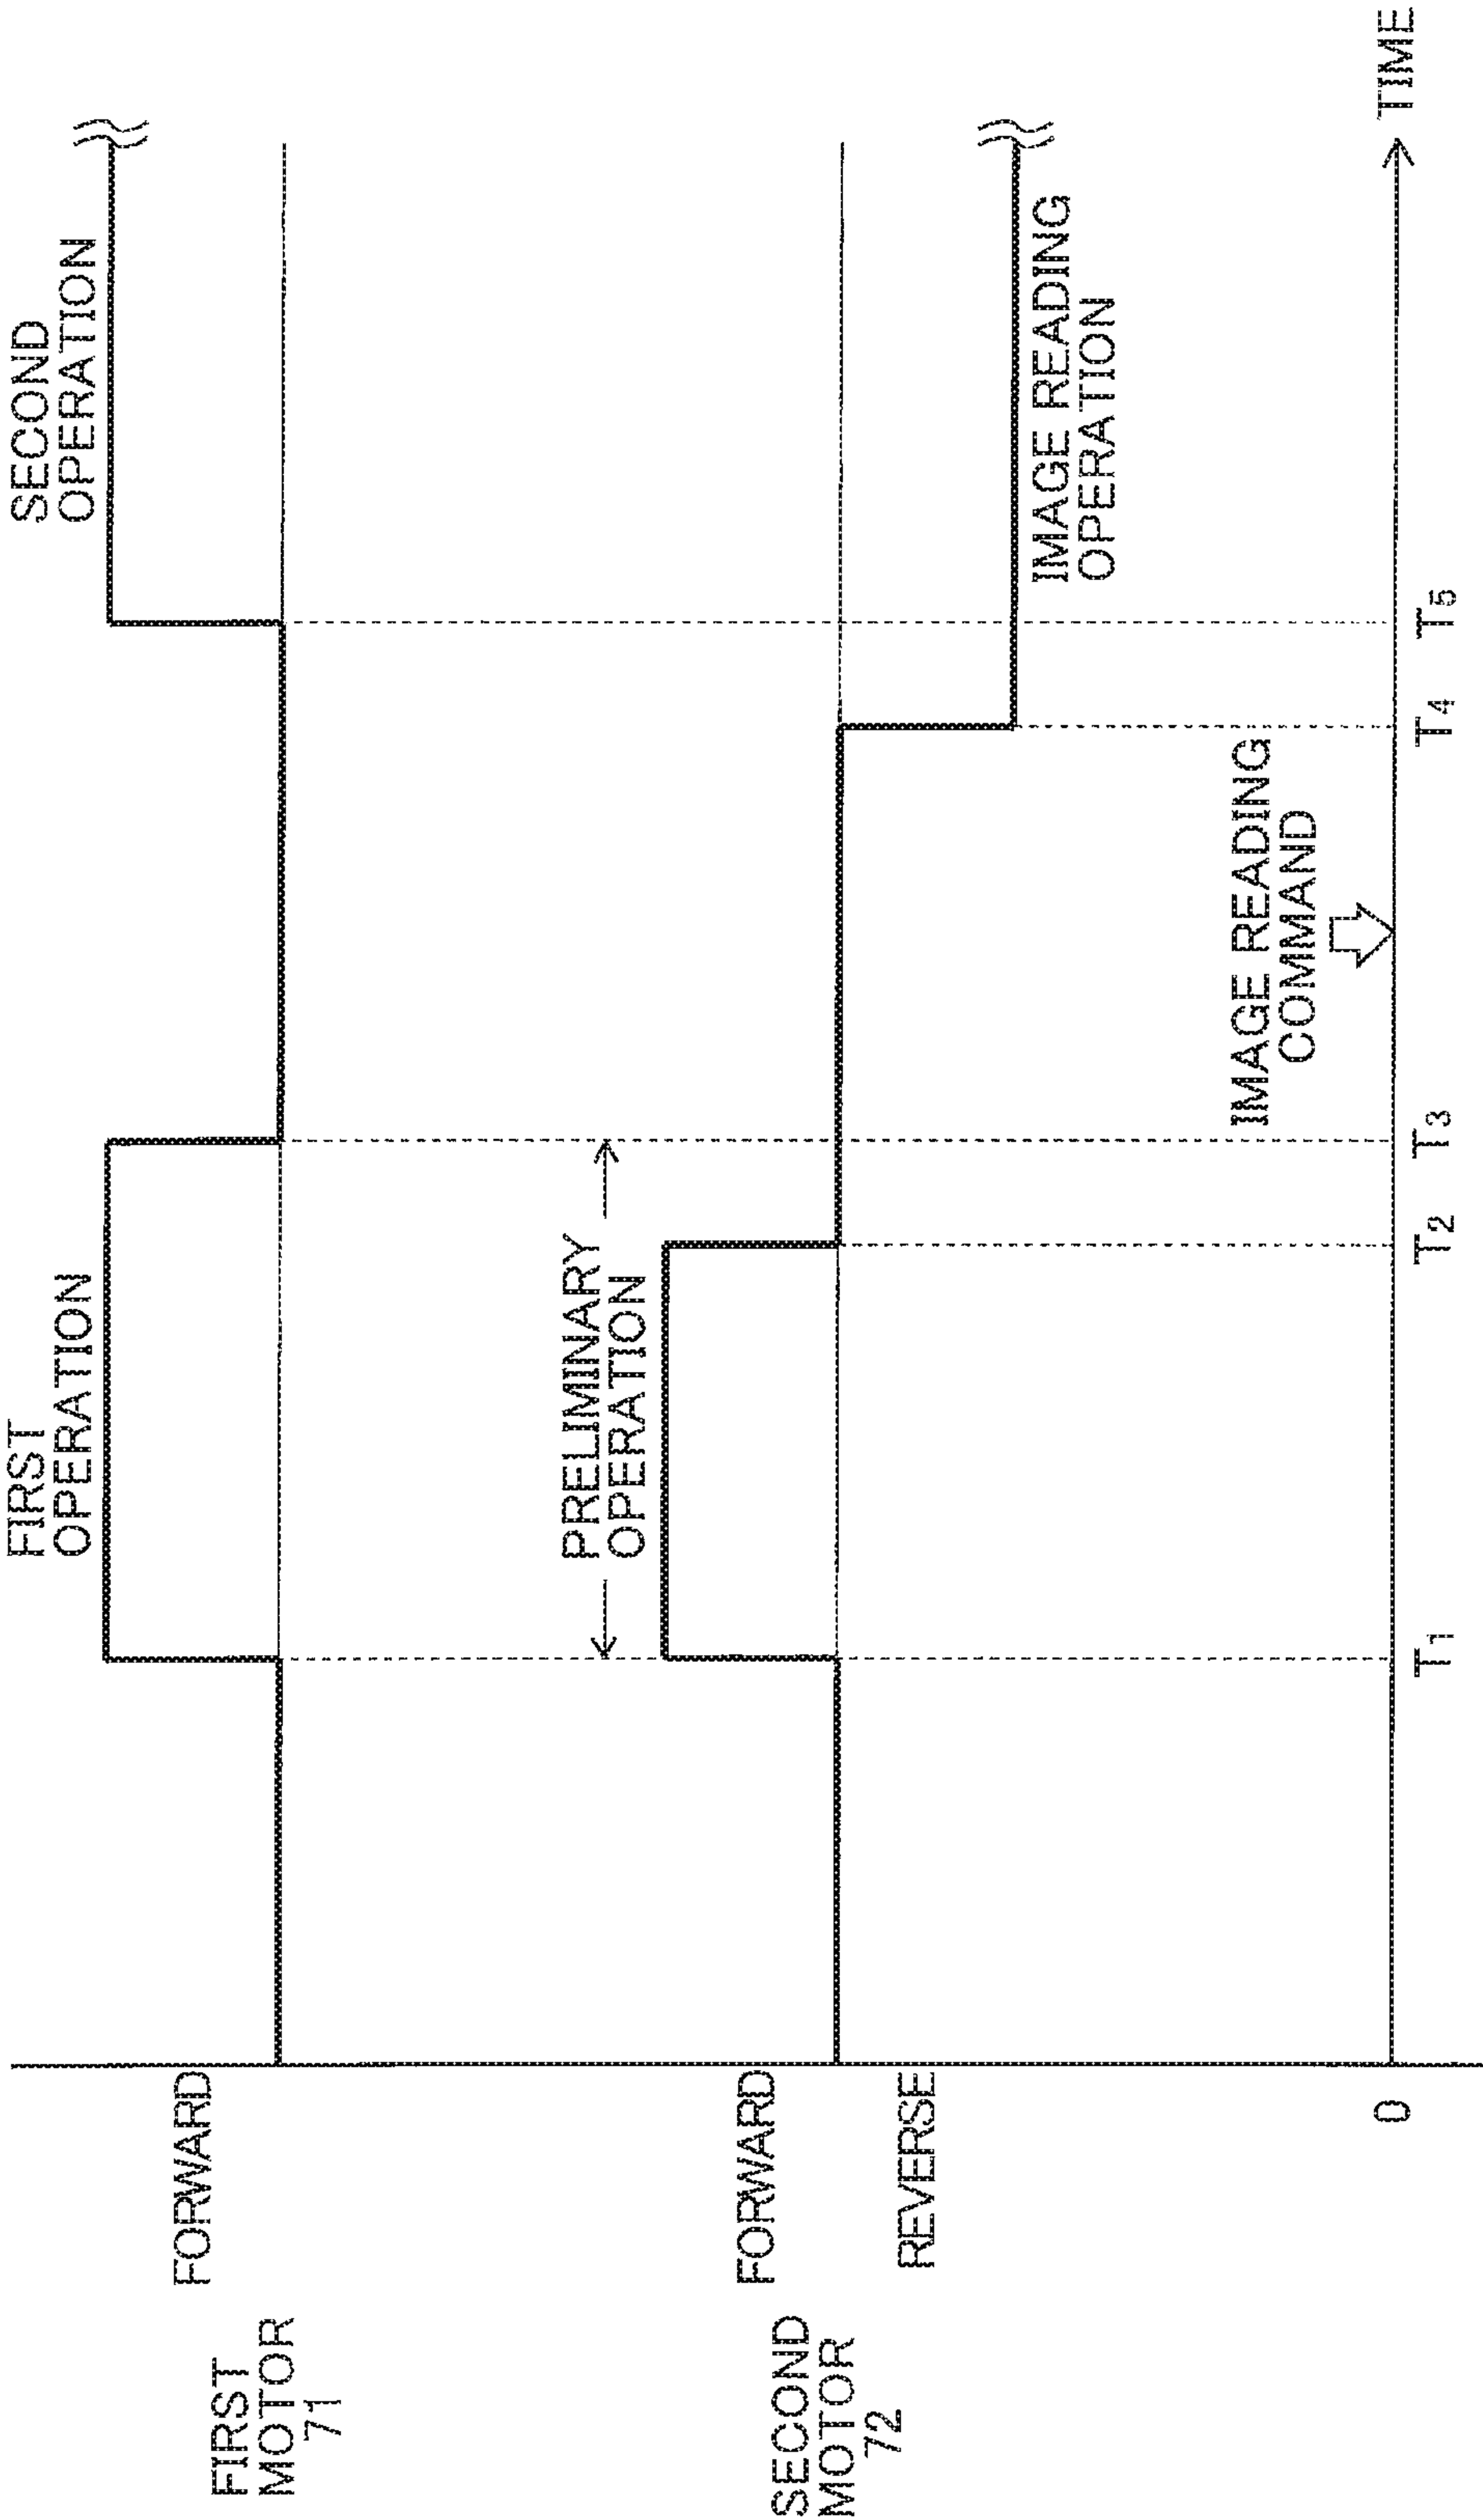 FIRST
OPERATION
SECOND
OPERATION
FIRST
MOTOR
71
FORWARD
PRELIMINARY
OPERATION
SECOND
MOTOR
72
FORWARD
REVERSE
IMAGE READING
OPERATION
IMAGE READING
COMMAND
0
T1
T2
T3
T4
T5
TIME